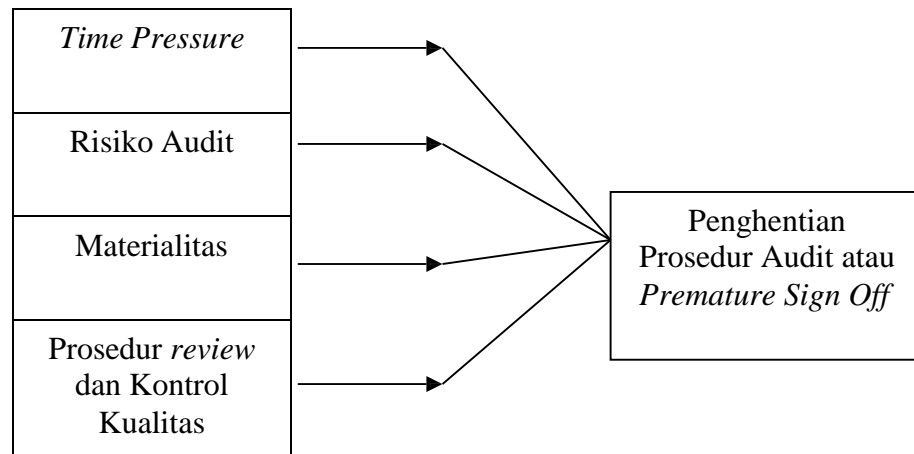 Time Pressure
Risiko Audit
Materialitas
Prosedur review
dan Kontrol
Kualitas
Penghentian
Prosedur Audit atau
Premature Sign Off